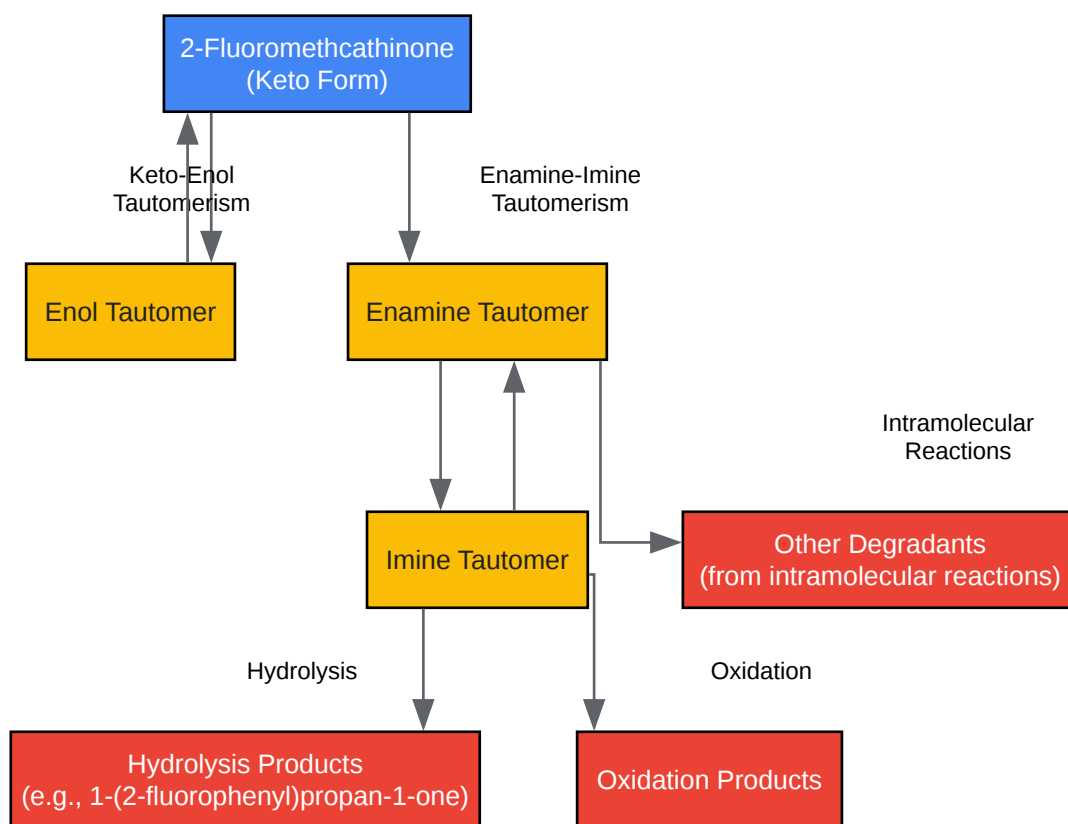 2-Fluoromethcathinone
(Keto Form)
Keto-Enol
Tautomerism
Enamine-Imine
Tautomerism
Enol Tautomer
Enamine Tautomer
Intramolecular
Reactions
Imine Tautomer
Other Degradants
(from intramolecular reactions)
Hydrolysis
Oxidation
Hydrolysis Products
(e.g., 1-(2-fluorophenyl)propan-1-one)
Oxidation Products